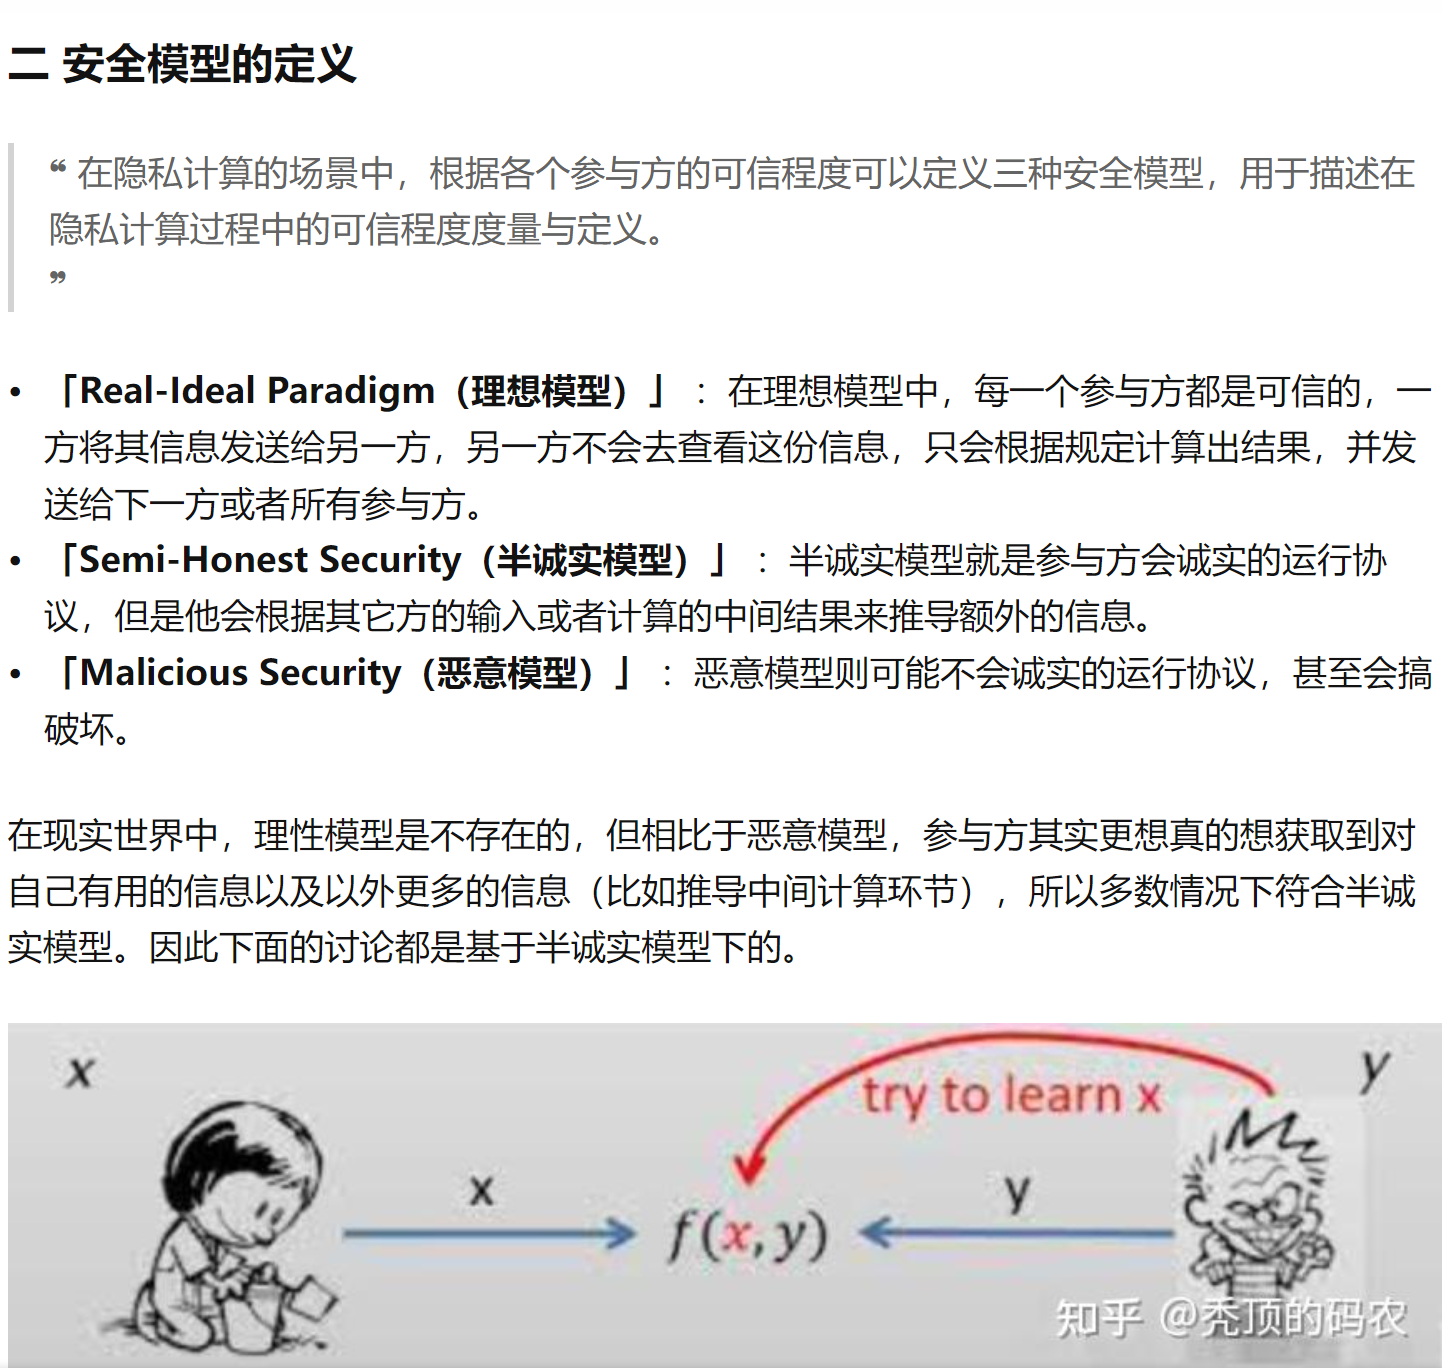 二 安全模型的定义
❝ 在隐私计算的场景中，根据各个参与方的可信程度可以定义三种安全模型，用于描述在
隐私计算过程中的可信程度度量与定义。
❞
• 「Real-Ideal Paradigm（理想模型）」 ：在理想模型中，每一个参与方都是可信的，一
方将其信息发送给另一方，另一方不会去查看这份信息，只会根据规定计算出结果，并发
送给下一方或者所有参与方。
• 「Semi-Honest Security（半诚实模型）」 ：半诚实模型就是参与方会诚实的运行协
议，但是他会根据其它方的输入或者计算的中间结果来推导额外的信息。
• 「Malicious Security（恶意模型）」 ：恶意模型则可能不会诚实的运行协议，甚至会搞
破坏。
在现实世界中，理性模型是不存在的，但相比于恶意模型，参与方其实更想真的想获取到对
自己有用的信息以及以外更多的信息（比如推导中间计算环节），所以多数情况下符合半诚
实模型。因此下面的讨论都是基于半诚实模型下的。
x
y
try to learn x
x
y
f(x,y)
知乎 @秃顶的码农